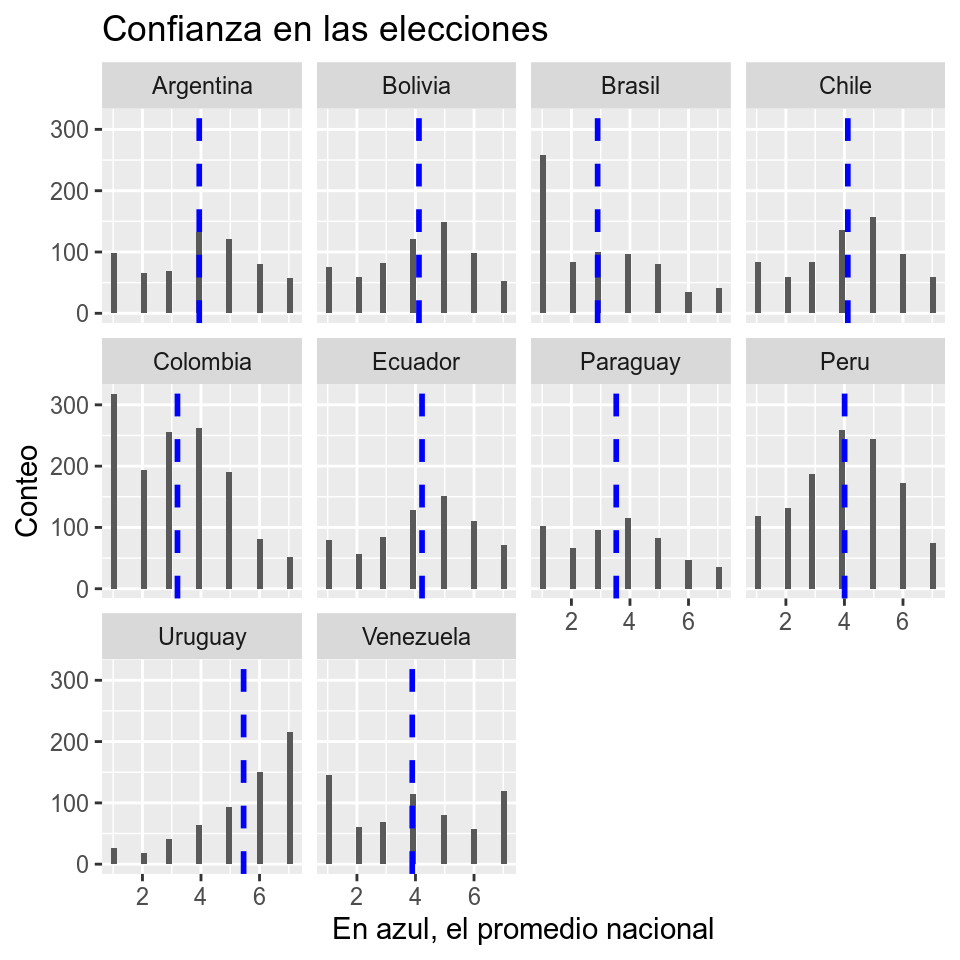 Confianza en las elecciones
Argentina Bolivia Brasil Chile
300
200
100
0
Colombia Ecuador Paraguay Peru
300
200
100
0
2 4 6 2 4 6
Uruguay Venezuela
300
200
100
0
2 4 6 2 4 6
Conteo
En azul, el promedio nacional